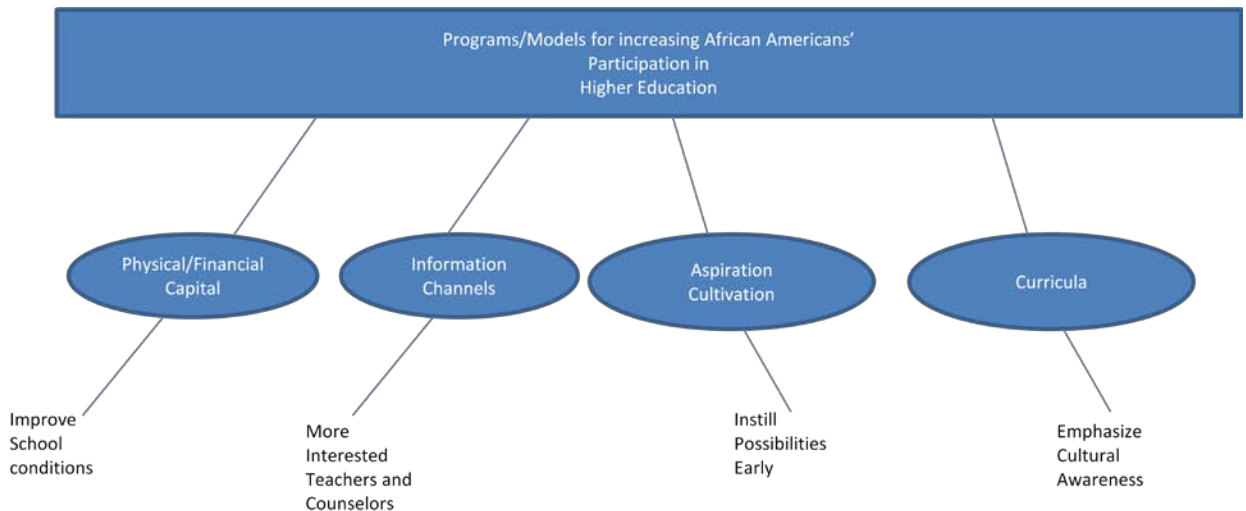 Programs/Models for increasing African Americans'
Participation in
Higher Education
Physical/Financial
Capital
Information
Channels
Aspiration
Cultivation
Curricula
Improve
School
conditions
More
Interested
Teachers and
Counselors
Instill
Possibilities
Early
Emphasize
Cultural
Awareness